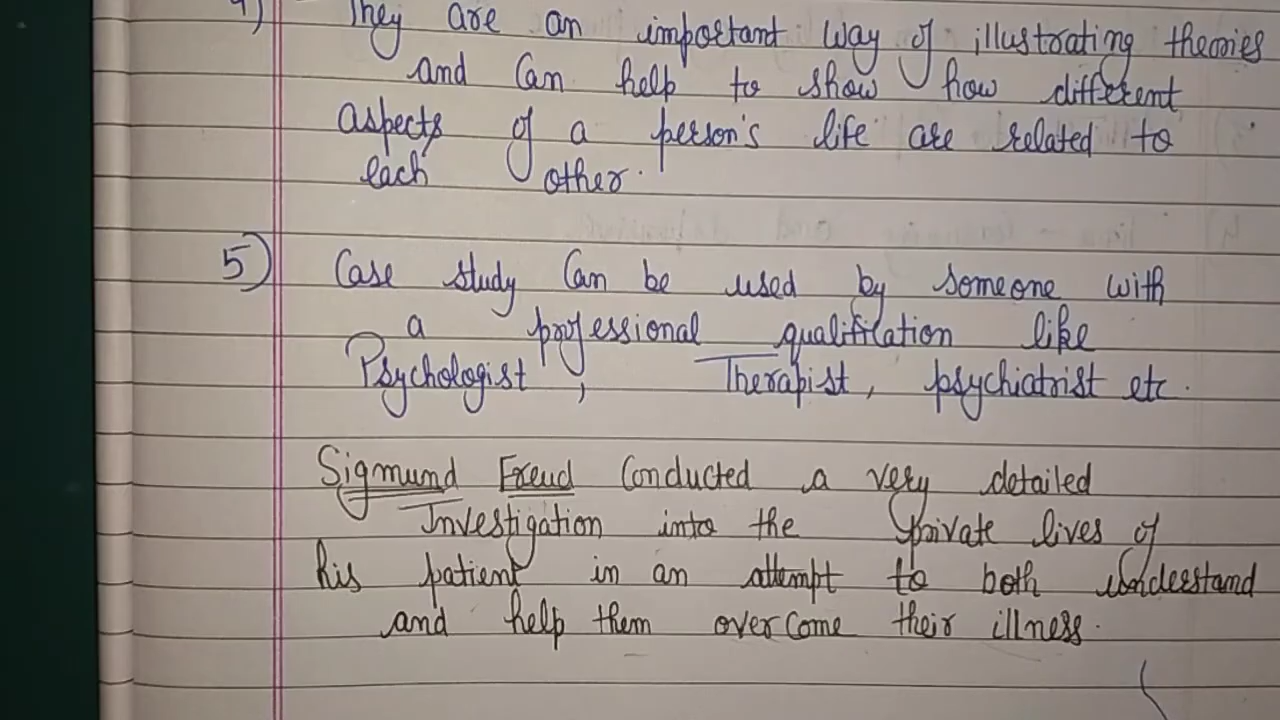 4) They are an important way of illustrating theories
and can help to show how different
aspects of a person's life are related to
each other.
5) Case study can be used by someone with
a professional qualification like
Psychologist, Therapist, psychiatrist etc.
Sigmund Freud conducted a very detailed
Investigation into the private lives of
his patient in an attempt to both understand
and help them overcome their illness.